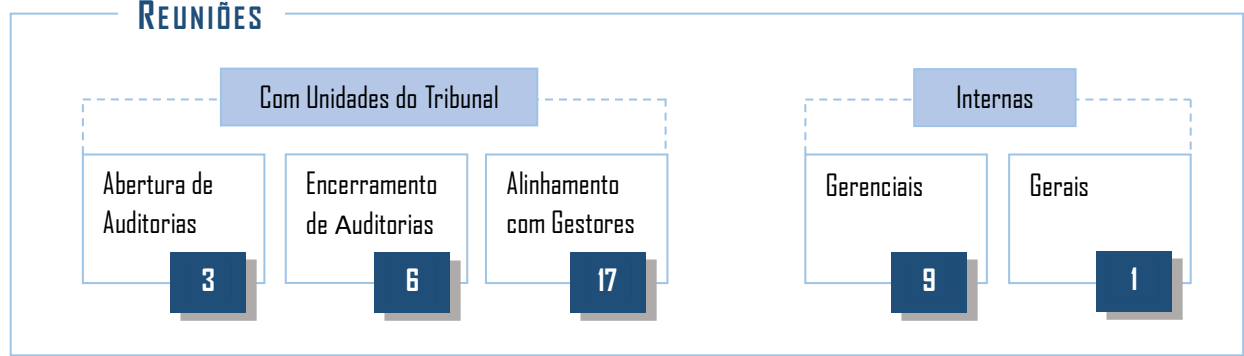 REUNIÕES
Com Unidades do Tribunal
Internas
Abertura de
Auditorias
3
Encerramento
de Auditorias
6
Alinhamento
com Gestores
17
Gerenciais
9
Gerais
1